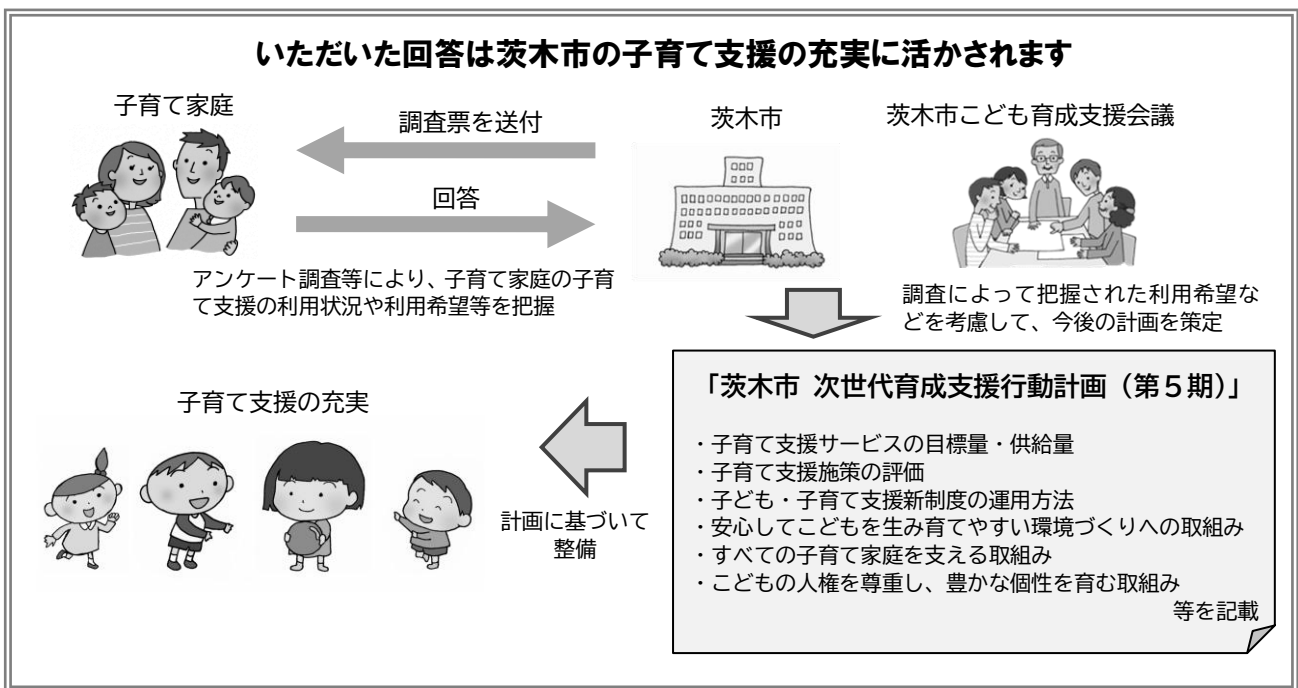 いただいた回答は茨木市の子育て支援の充実に活かされます
子育て家庭
調査票を送付
回答
茨木市
茨木市こども育成支援会議
アンケート調査等により、子育て家庭の子育
て支援の利用状況や利用希望等を把握
調査によって把握された利用希望な
どを考慮して、今後の計画を策定
「茨木市 次世代育成支援行動計画（第５期）」
・子育て支援サービスの目標量・供給量
・子育て支援施策の評価
・子ども・子育て支援新制度の運用方法
・安心してこどもを生み育てやすい環境づくりへの取組み
・すべての子育て家庭を支える取組み
・こどもの人権を尊重し、豊かな個性を育む取組み
等を記載
計画に基づいて
整備
子育て支援の充実